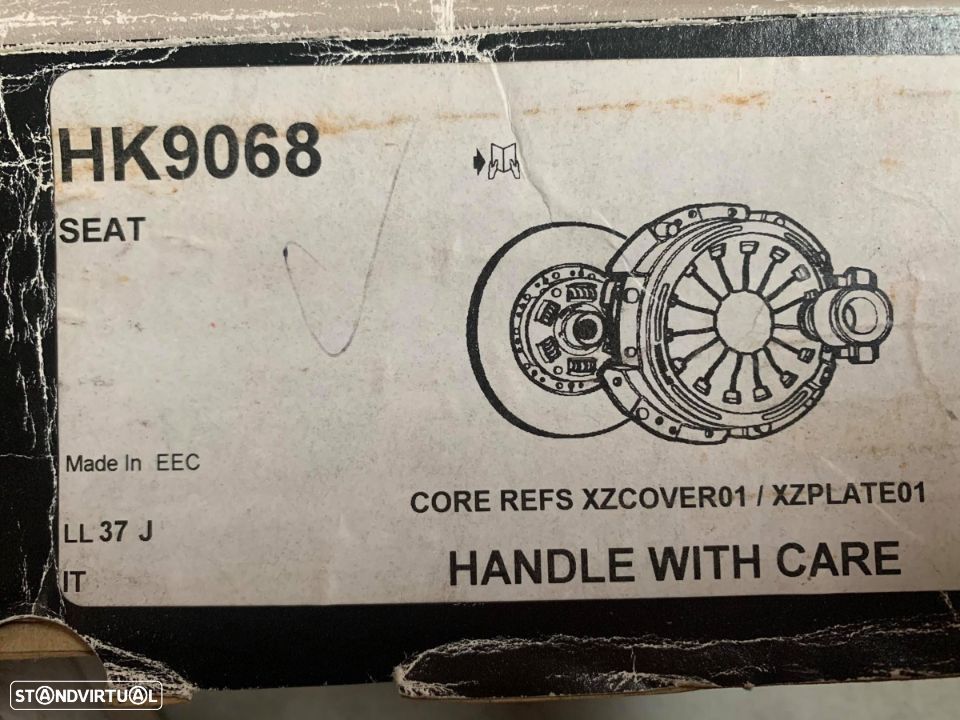 HK9068
SEAT
Made In EEC
CORE REFS XZCOVER01 / XZPLATE01
LL 37 J
HANDLE WITH CARE
IT
STANDVIRTUAL